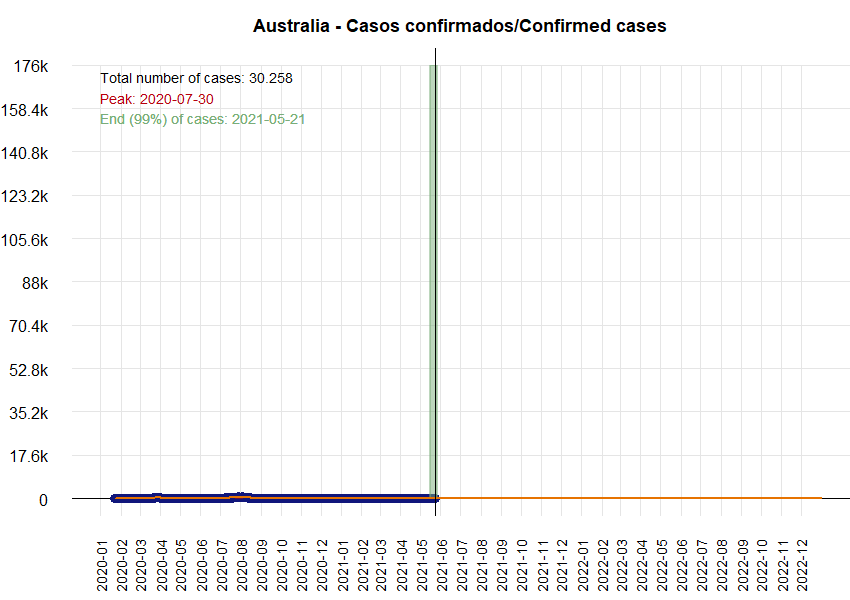 Australia - Casos confirmados/Confirmed cases
176k
Total number of cases: 30.258
Peak: 2020-07-30
158.4k
End (99%) of cases: 2021-05-21
140.8k
123.2k
105.6k
88k
70.4k
52.8k
35.2k
17.6k
0
2020-01
2020-02
2020-03
2020-04
2020-05
2020-06
2020-07
2020-08
2020-09
2020-10
2020-11
2020-12
2021-01
2021-02
2021-03
2021-04
2021-05
2021-06
2021-07
2021-08
2021-09
2021-10
2021-11
2021-12
2022-01
2022-02
2022-03
2022-04
2022-05
2022-06
2022-07
2022-08
2022-09
2022-10
2022-11
2022-12